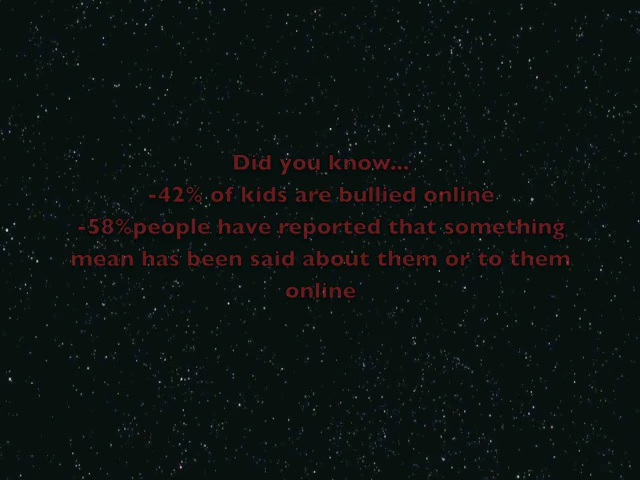 Did you know...
-42% of kids are bullied online
-58%people have reported that something
mean has been said about them or to them
online